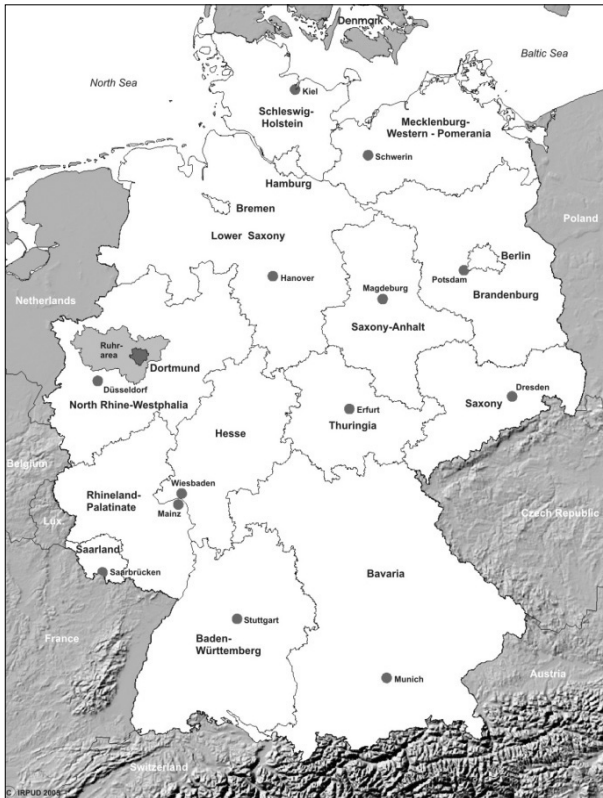 Denmark
North Sea
Baltic Sea
Kiel
Schleswig-
Holstein
Mecklenburg-
Western - Pomerania
Schwerin
Hamburg
Bremen
Lower Saxony
Poland
Berlin
Potsdam
Brandenburg
Hanover
Magdeburg
Saxony-Anhalt
Netherlands
Ruhr-
area
Dortmund
Düsseldorf
North Rhine-Westphalia
Dresden
Saxony
Erfurt
Thuringia
Hesse
Belgium
Wiesbaden
Rhineland-
Palatinate
Mainz
Lux.
Czech Republic
Saarland
Saarbrücken
Bavaria
Stuttgart
Baden-
Württemberg
France
Munich
Austria
Switzerland
C IRPUD 2005